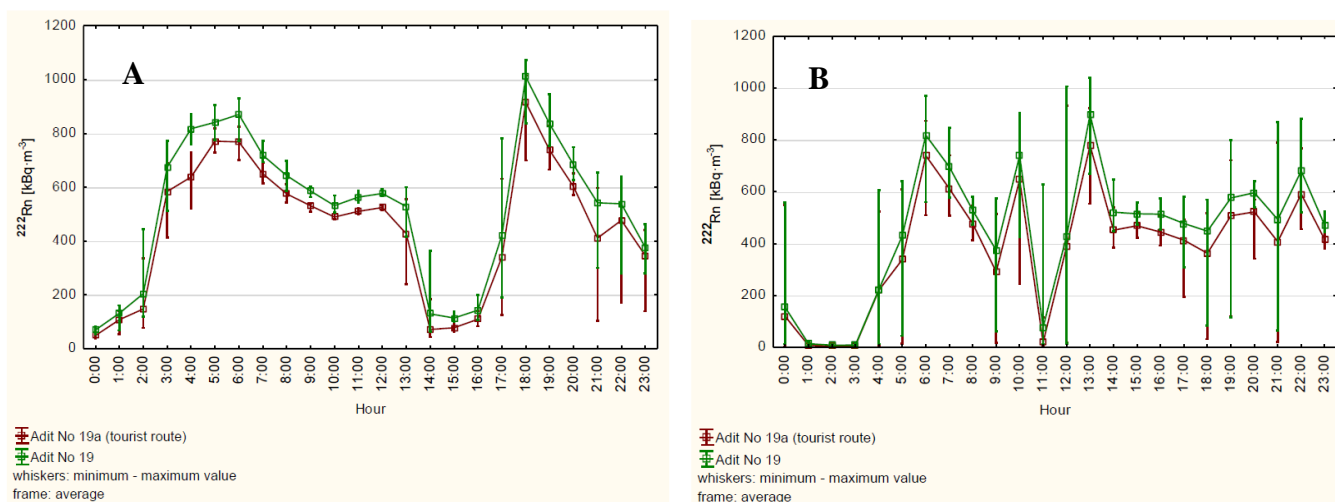 A
1200
1000
800
600
400
200
0
²²²Rn [kBq·m⁻³]
0:00 1:00 2:00 3:00 4:00 5:00 6:00 7:00 8:00 9:00 10:00 11:00 12:00 13:00 14:00 15:00 16:00 17:00 18:00 19:00 20:00 21:00 22:00 23:00
Hour
Adit No 19a (tourist route)
Adit No 19
whiskers: minimum - maximum value
frame: average
B
1200
1000
800
600
400
200
0
²²²Rn [kBq·m⁻³]
0:00 1:00 2:00 3:00 4:00 5:00 6:00 7:00 8:00 9:00 10:00 11:00 12:00 13:00 14:00 15:00 16:00 17:00 18:00 19:00 20:00 21:00 22:00 23:00
Hour
Adit No 19a (tourist route)
Adit No 19
whiskers: minimum - maximum value
frame: average